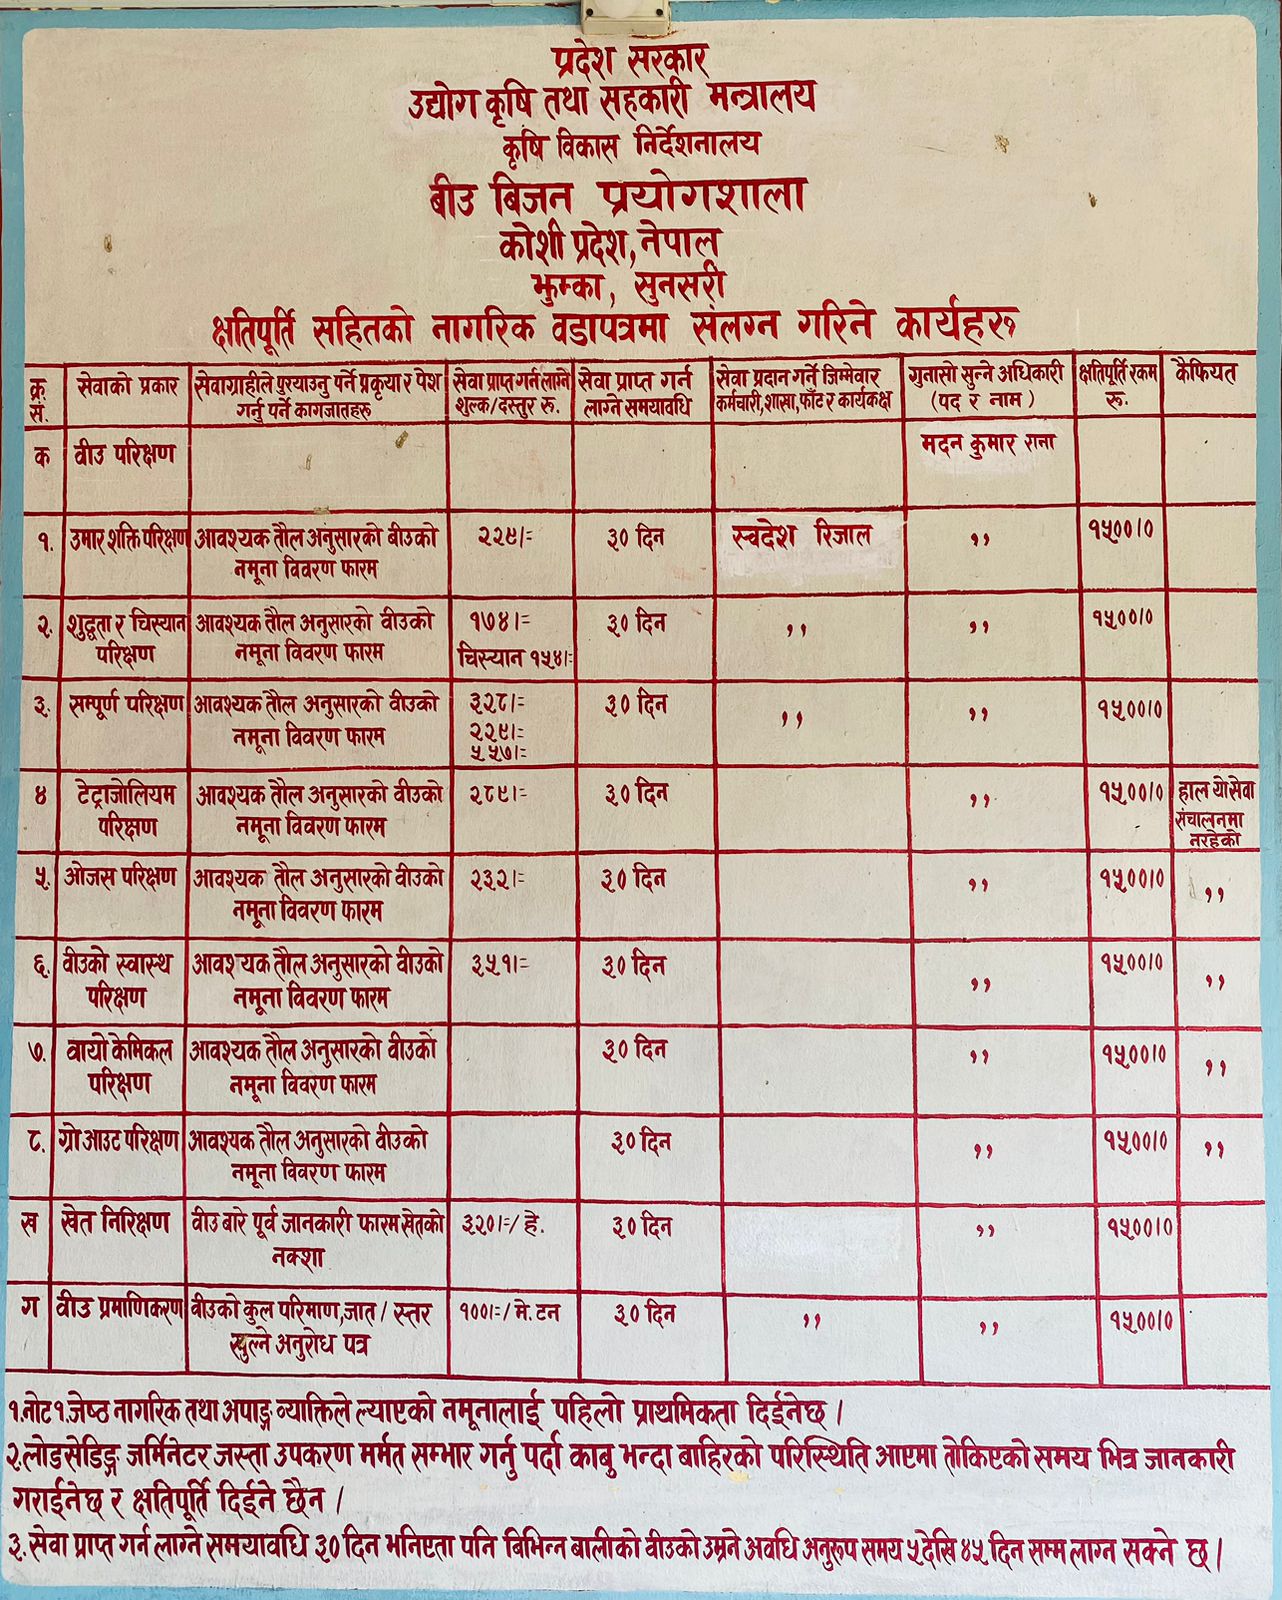 प्रदेश सरकार
उद्योग कृषि तथा सहकारी मन्त्रालय
कृषि विकास निर्देशनालय
बीउ बिजन प्रयोगशाला
कोशी प्रदेश, नेपाल
झुम्का, सुनसरी
क्षतिपूर्ति सहितको नागरिक वडापत्रमा संलग्न गरिने कार्यहरु
क्र. सं. सेवाको प्रकार सेवाग्राहीले पुर्‍याउनु पर्ने प्रकृया र पेश गर्नु पर्ने कागजातहरु सेवा प्राप्त गर्न लाग्ने शुल्क/दस्तुर रु. सेवा प्राप्त गर्न लाग्ने समयावधि सेवा प्रदान गर्ने जिम्मेवार कर्मचारी, शाखा, फाँट र कार्यकक्ष गुनासो सुन्ने अधिकारी (पद र नाम) क्षतिपूर्ति रकम रु. कैफियत
क वीउ परिक्षण मदन कुमार राना
१. उमार शक्ति परिक्षण आवश्यक तौल अनुसारको बीउको २२९/= ३० दिन स्वदेश रिजाल ,, १५००/०
नमूना विवरण फारम
२. शुद्धता र चिस्यान आवश्यक तौल अनुसारको वीउको १७४/= ३० दिन ,, ,, १५००/०
परिक्षण नमूना विवरण फारम चिस्यान १५४/=
३. सम्पूर्ण परिक्षण आवश्यक तौल अनुसारको वीउको ३२८/= ३० दिन ,, ,, १५००/०
नमूना विवरण फारम २२९/=
५५७/=
४ टेट्राजोलियम आवश्यक तौल अनुसारको वीउको २८९/= ३० दिन ,, १५००/० हाल यो सेवा
परिक्षण नमूना विवरण फारम संचालनमा
नरहेको
५. ओजस परिक्षण आवश्यक तौल अनुसारको वीउको २३२/= ३० दिन ,, १५००/० ,,
नमूना विवरण फारम
६. वीउको स्वास्थ आवश्यक तौल अनुसारको वीउको ३५१/= ३० दिन ,, १५००/० ,,
परिक्षण नमूना विवरण फारम
७. वायो केमिकल आवश्यक तौल अनुसारको वीउको ३० दिन ,, १५००/० ,,
परिक्षण नमूना विवरण फारम
८. ग्रो आउट परिक्षण आवश्यक तौल अनुसारको वीउको ३० दिन ,, १५००/० ,,
नमूना विवरण फारम
ख खेत निरिक्षण वीउ बारे पूर्व जानकारी फारम खेतको ३२०/=/ हे. ३० दिन ,, १५००/०
नक्शा
ग वीउ प्रमाणिकरण वीउको कुल परिमाण, जात / स्तर १००/=/ मे. टन ३० दिन ,, ,, १५००/०
खुल्ने अनुरोध पत्र
१. नोट १. जेष्ठ नागरिक तथा अपाङ्ग व्याक्तिले ल्याएको नमूनालाई पहिलो प्राथमिकता दिईनेछ ।
२. लोडसेडिङ्ग जर्मिनेटर जस्ता उपकरण मर्मत सम्भार गर्नु पर्दा काबु भन्दा बाहिरको परिस्थिति आएमा तोकिएको समय भित्र जानकारी
गराईनेछ र क्षतिपूर्ति दिईने छैन ।
३. सेवा प्राप्त गर्न लाग्ने समयावधि ३० दिन भनिएता पनि बिभिन्न बालीको वीउको उम्रने अवधि अनुरुप समय ५ देखि ४५ दिन सम्म लाग्न सक्ने छ ।